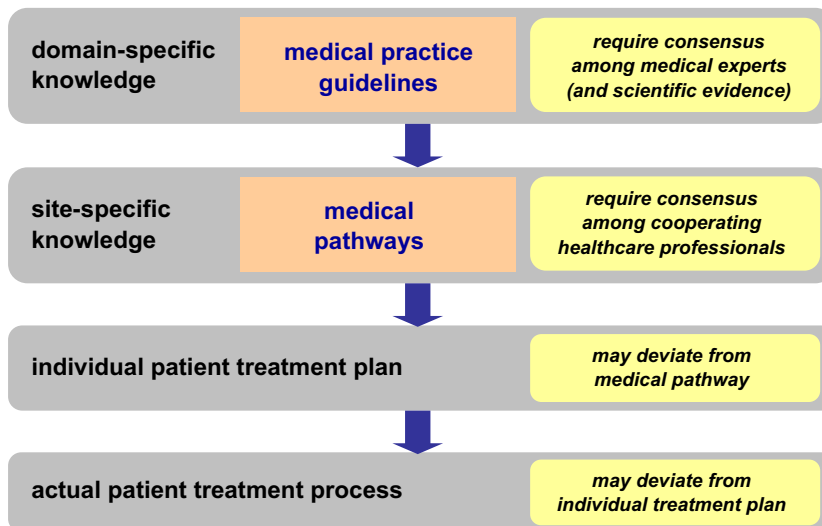 domain-specific
knowledge
medical practice
guidelines
require consensus
among medical experts
(and scientific evidence)
site-specific
knowledge
medical
pathways
require consensus
among cooperating
healthcare professionals
individual patient treatment plan
may deviate from
medical pathway
actual patient treatment process
may deviate from
individual treatment plan